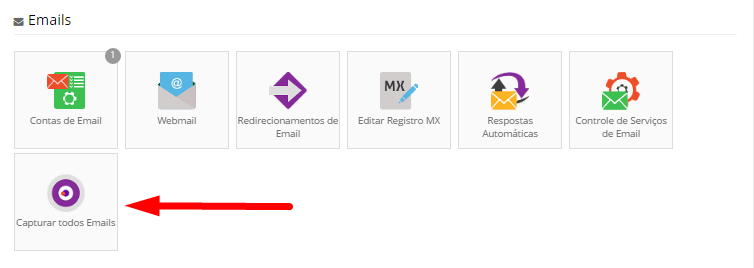 Emails
1
@
MX
Contas de Email
Webmail
Redirecionamentos de
Email
Editar Registro MX
Respostas
Automáticas
Controle de Serviços
de Email
Capturar todos Emails